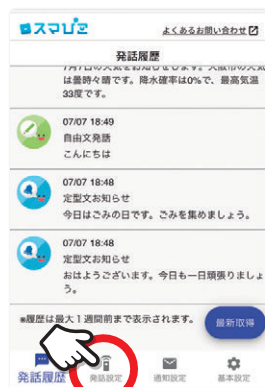 スマピピ
よくあるお問い合わせ
発話履歴
7月7日の天気をお知らせします。大阪市の天気
は曇時々晴です。降水確率は0%で、最高気温
33度です。
07/07 18:49
自由文発話
こんにちは
07/07 18:48
定型文お知らせ
今日はごみの日です。ごみを集めましょう。
07/07 18:48
定型文お知らせ
おはようございます。今日も一日頑張りましょ
う。
※履歴は最大1週間前まで表示されます。
最新取得
発話履歴
発話設定
通知設定
基本設定